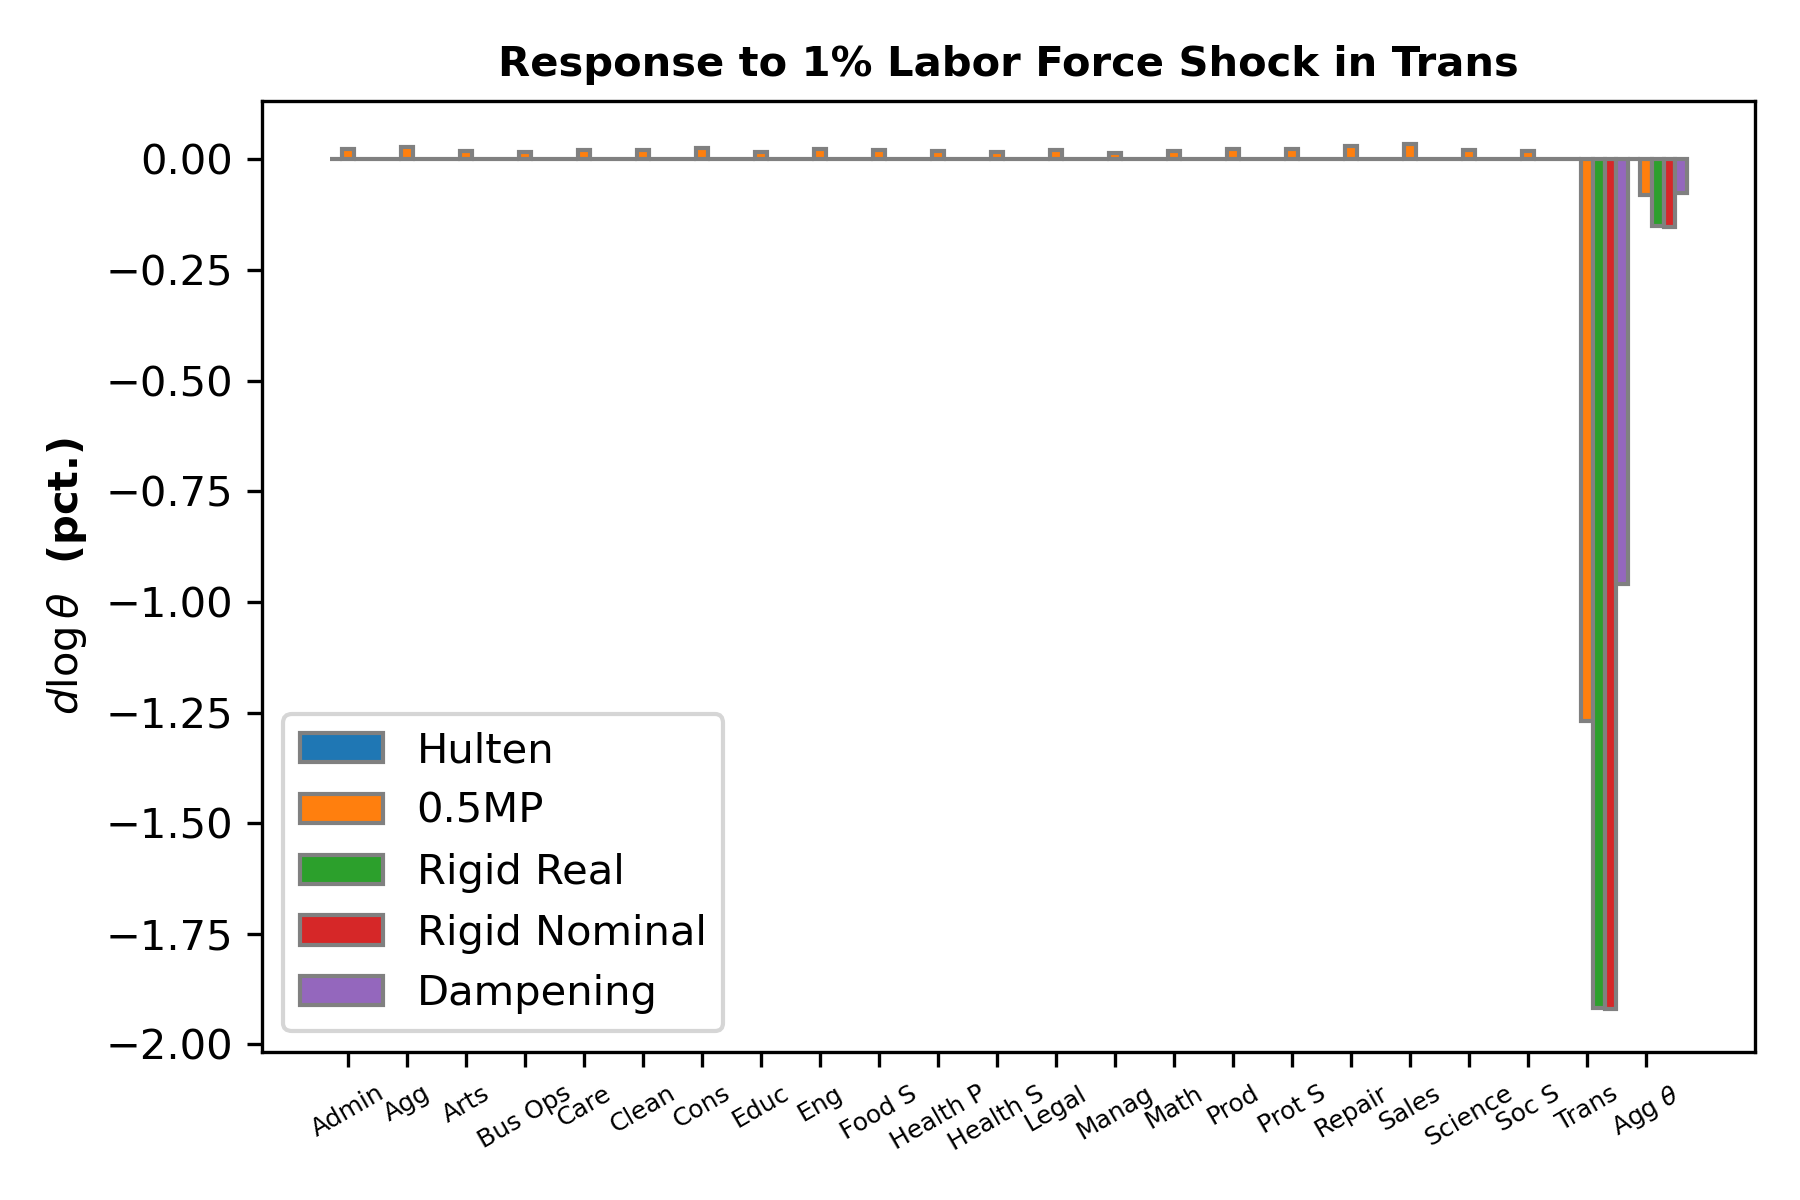 Response to 1% Labor Force Shock in Trans
d log θ (pct.)
0.00
−0.25
−0.50
−0.75
−1.00
−1.25
−1.50
−1.75
−2.00
Hulten
0.5MP
Rigid Real
Rigid Nominal
Dampening
Admin
Agg
Arts
Bus Ops
Care
Clean
Cons
Educ
Eng
Food S
Health P
Health S
Legal
Manag
Math
Prod
Prot S
Repair
Sales
Science
Soc S
Trans
Agg θ